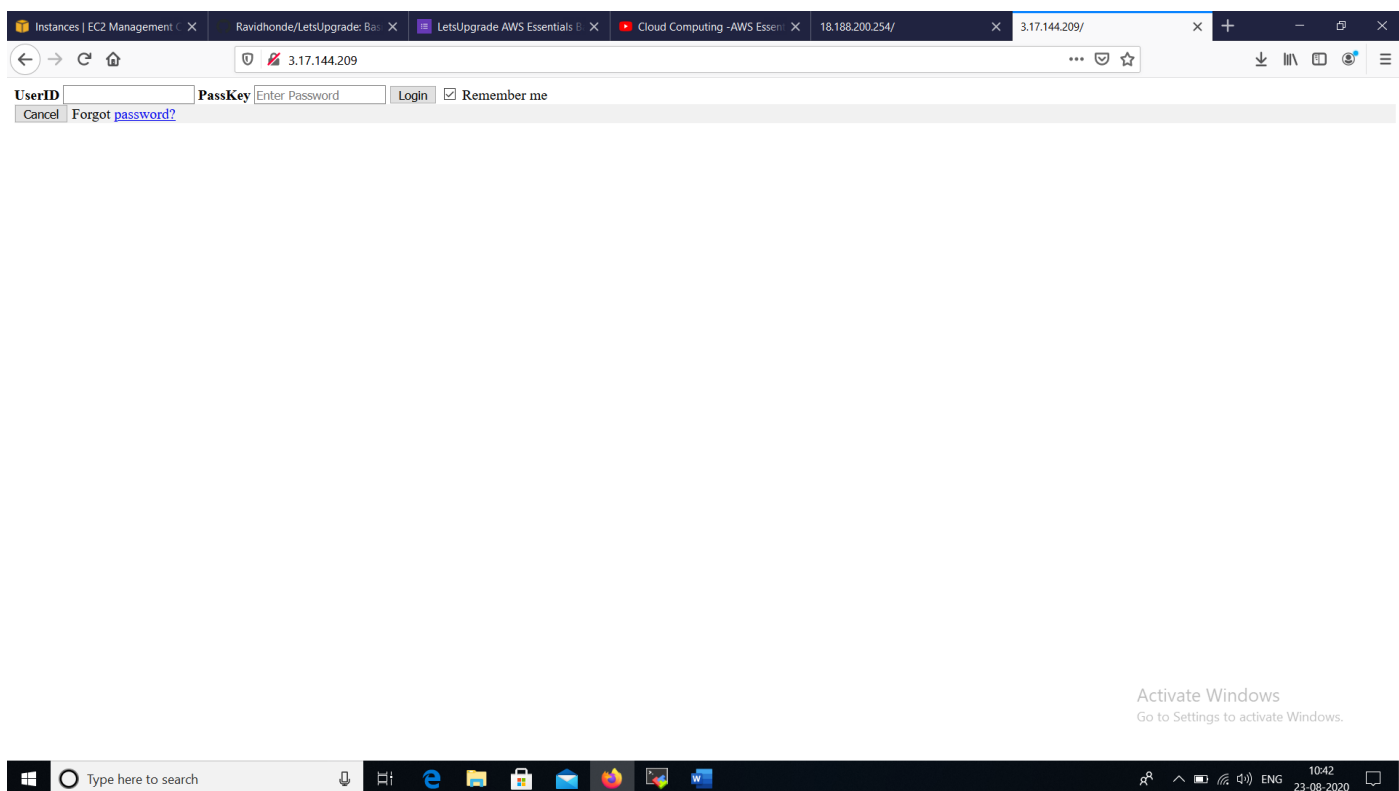 Instances | EC2 Management C
Ravidhonde/LetsUpgrade: Bas
LetsUpgrade AWS Essentials B
Cloud Computing -AWS Essent
18.188.200.254/
3.17.144.209/
3.17.144.209
UserID PassKey Enter Password Login Remember me
Cancel Forgot password?
Activate Windows
Go to Settings to activate Windows.
Type here to search
ENG
10:42
23-08-2020